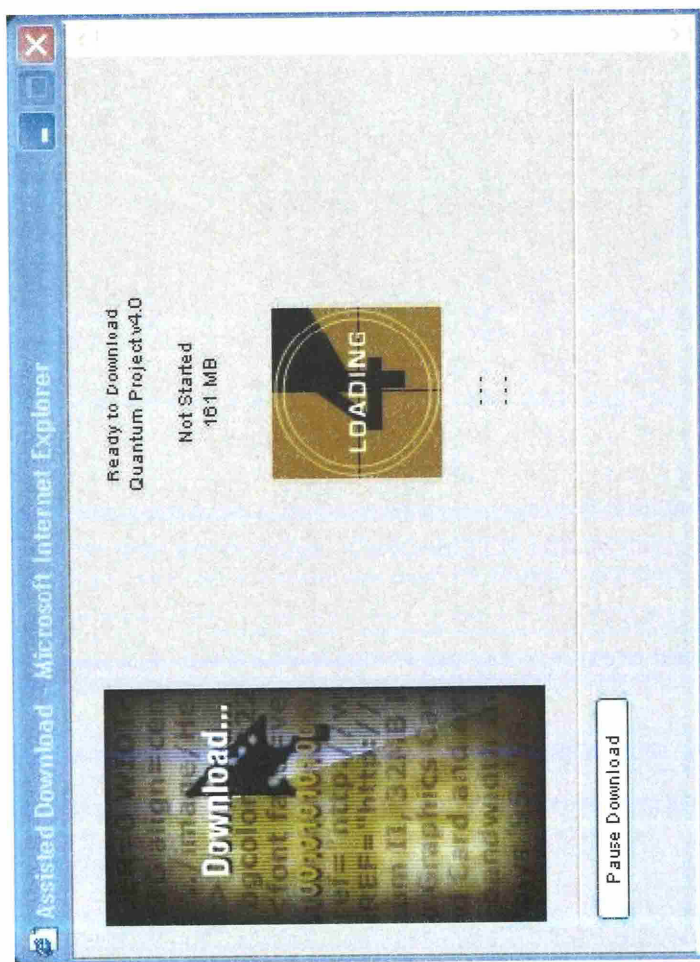 Assisted Download - Microsoft Internet Explorer
Download...
Ready to Download
Quantum Project v4.0
Not Started
161 MB
LOADING
----
----
Pause Download